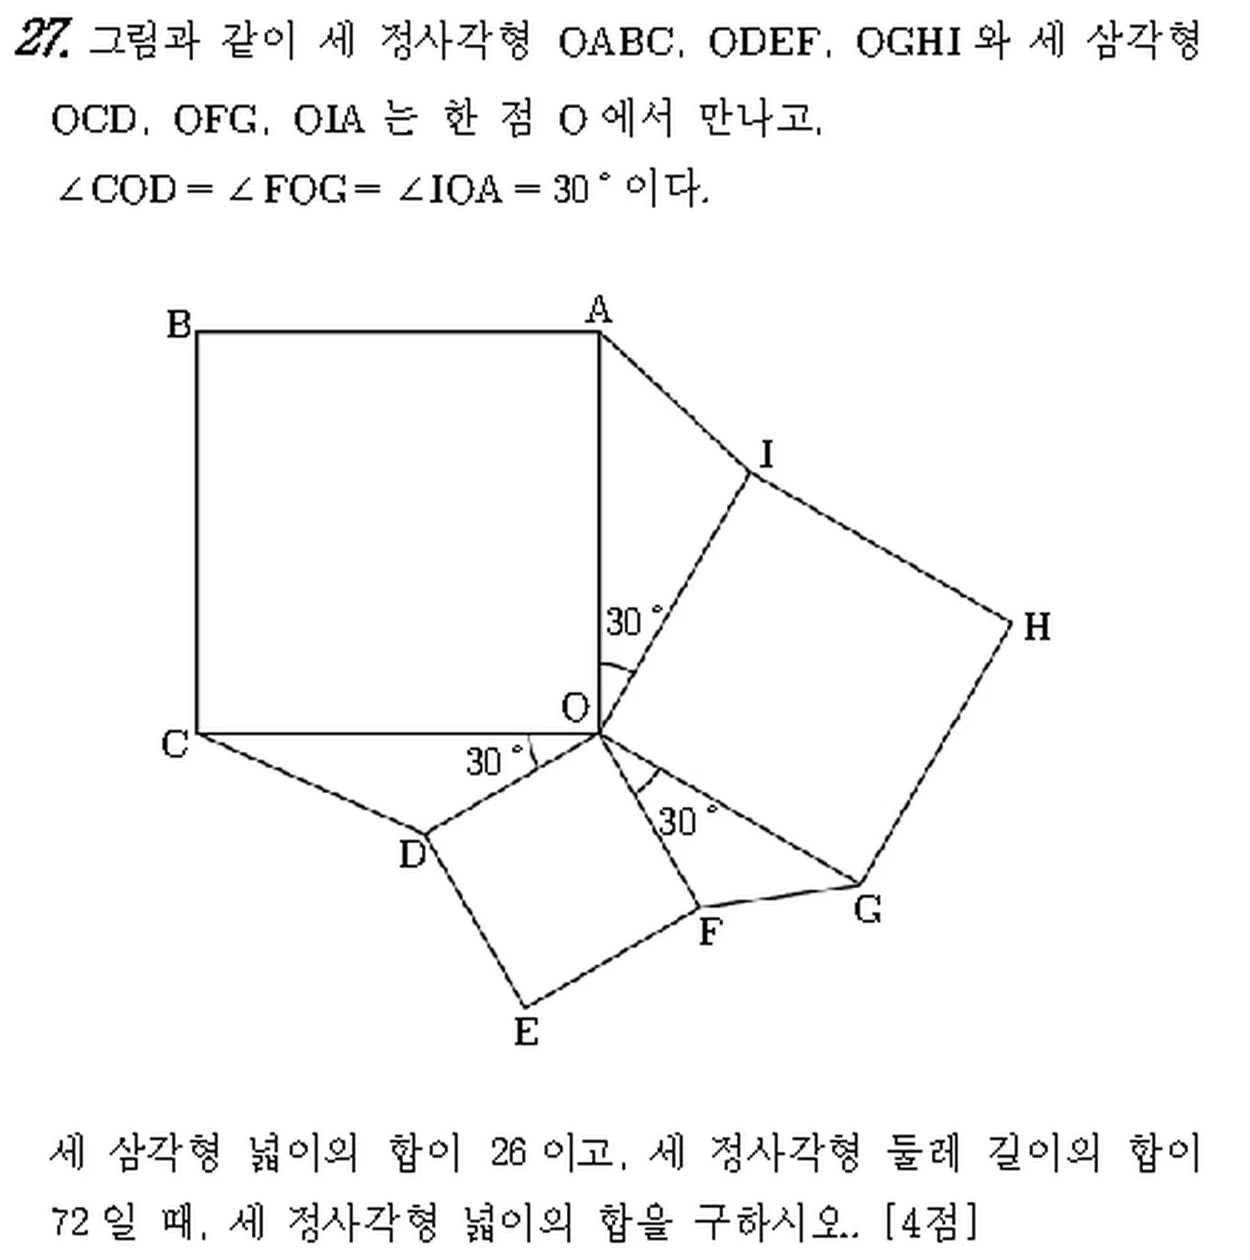 27. 그림과 같이 세 정사각형 OABC, ODEF, OGHI 와 세 삼각형
OCD, OFG, OIA 는 한 점 O 에서 만나고,
∠COD = ∠FOG = ∠IOA = 30° 이다.
A
B
I
30°
H
O
C
30°
30°
D
G
F
E
세 삼각형 넓이의 합이 26 이고, 세 정사각형 둘레 길이의 합이
72 일 때, 세 정사각형 넓이의 합을 구하시오. [4점]